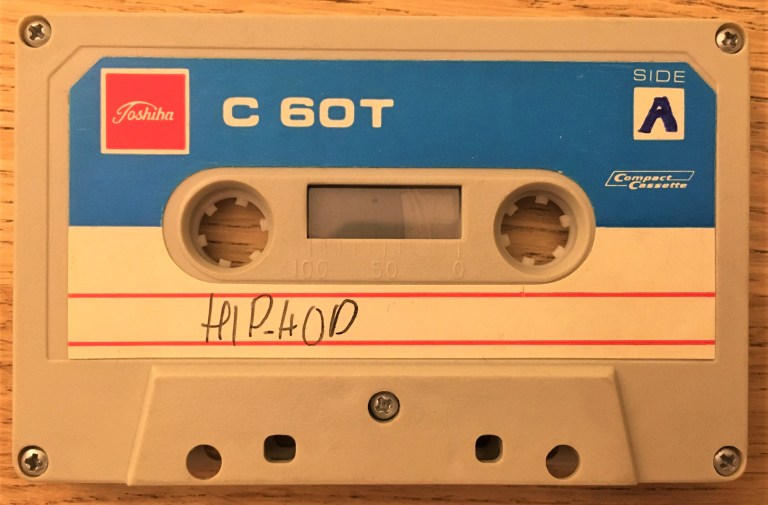 SIDE
Toshiba
C 60T
A
Compact
Cassette
100 50 0
HIP-HOP